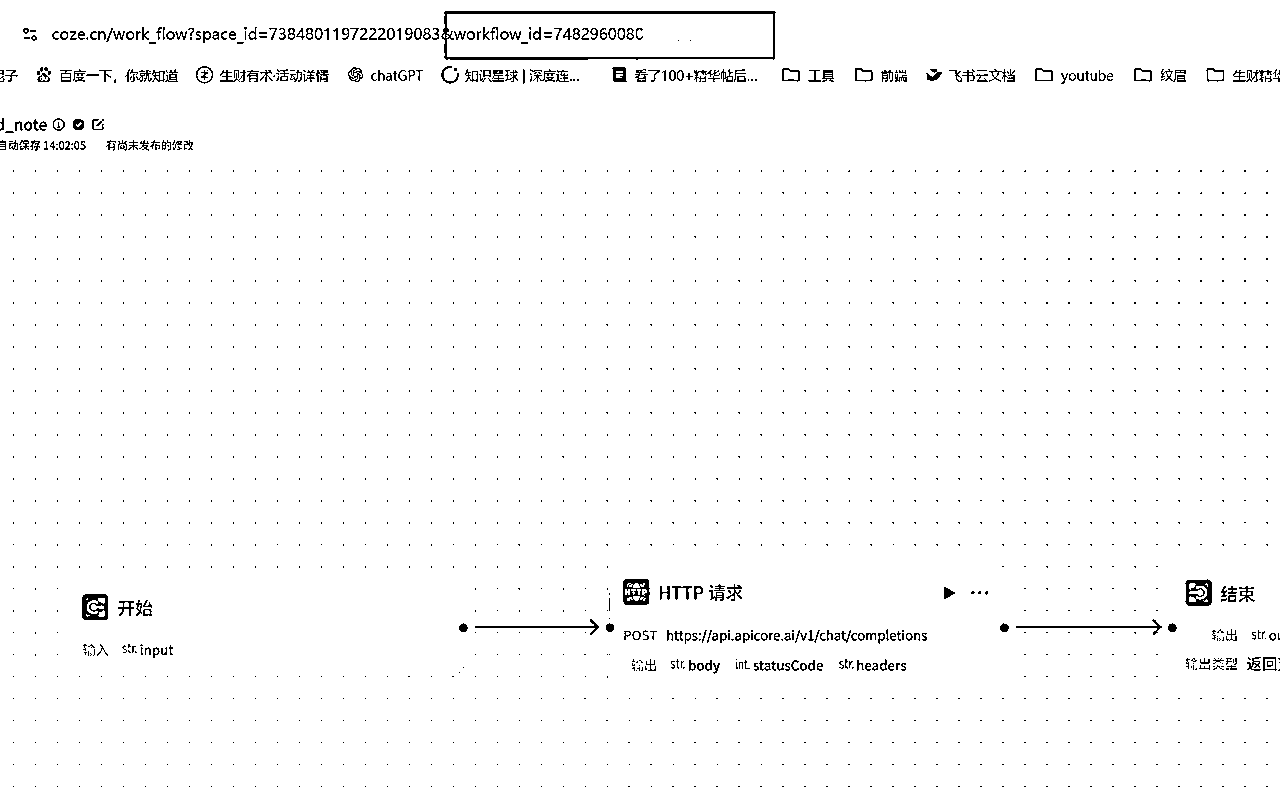 coze.cn/work_flow?space_id=7384801197222019083&workflow_id=748296008
百度一下，你就知道 生财有术·活动详情 chatGPT 知识星球 | 深度连... 看了100+精华帖后... 工具 前端 飞书云文档 youtube 纹眉 生财精华
d_note
自动保存 14:02:05 有尚未发布的修改
HTTP 请求
开始
结束
POST https://api.apicore.ai/v1/chat/completions
输出 str.
输入 str. input
输出 str. body int. statusCode str. headers
输出类型 返回